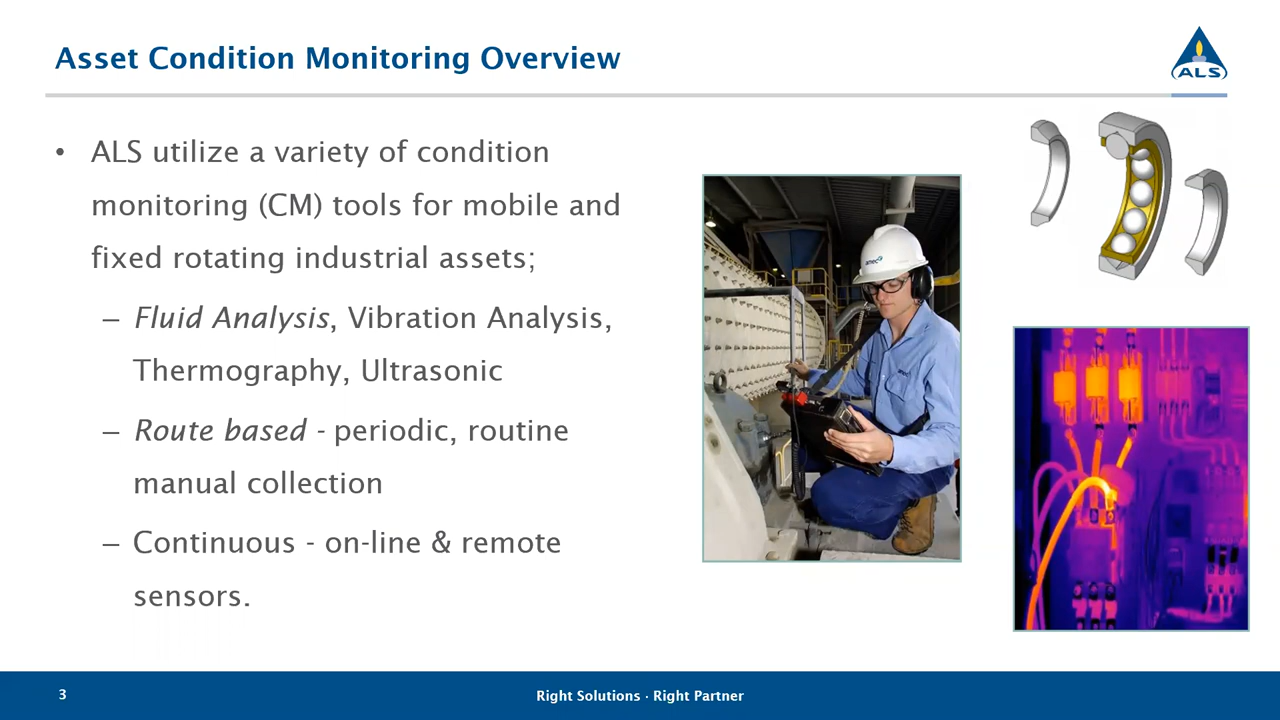 Asset Condition Monitoring Overview
ALS
• ALS utilize a variety of condition
monitoring (CM) tools for mobile and
fixed rotating industrial assets;
– Fluid Analysis, Vibration Analysis,
Thermography, Ultrasonic
– Route based - periodic, routine
manual collection
– Continuous - on-line & remote
sensors.
3
Right Solutions · Right Partner